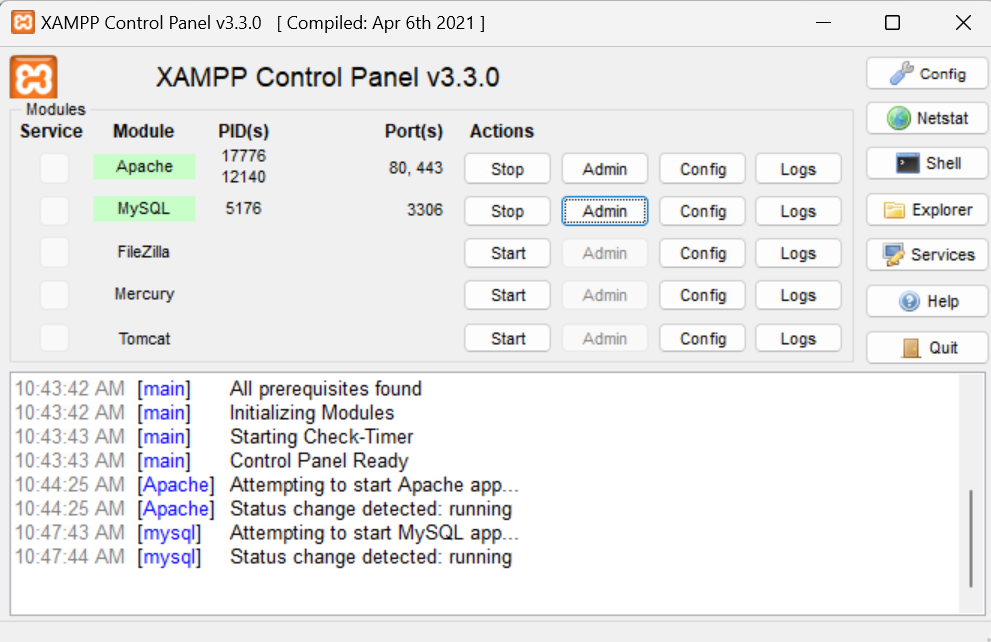 XAMPP Control Panel v3.3.0 [ Compiled: Apr 6th 2021 ]
XAMPP Control Panel v3.3.0
Config
Modules
Service Module PID(s) Port(s) Actions
Netstat
Apache 17776 12140 80, 443 Stop Admin Config Logs
Shell
MySQL 5176 3306 Stop Admin Config Logs
Explorer
FileZilla Start Admin Config Logs
Services
Mercury Start Admin Config Logs
Help
Tomcat Start Admin Config Logs
Quit
10:43:42 AM [main] All prerequisites found
10:43:42 AM [main] Initializing Modules
10:43:43 AM [main] Starting Check-Timer
10:43:43 AM [main] Control Panel Ready
10:44:25 AM [Apache] Attempting to start Apache app...
10:44:25 AM [Apache] Status change detected: running
10:47:43 AM [mysql] Attempting to start MySQL app...
10:47:44 AM [mysql] Status change detected: running